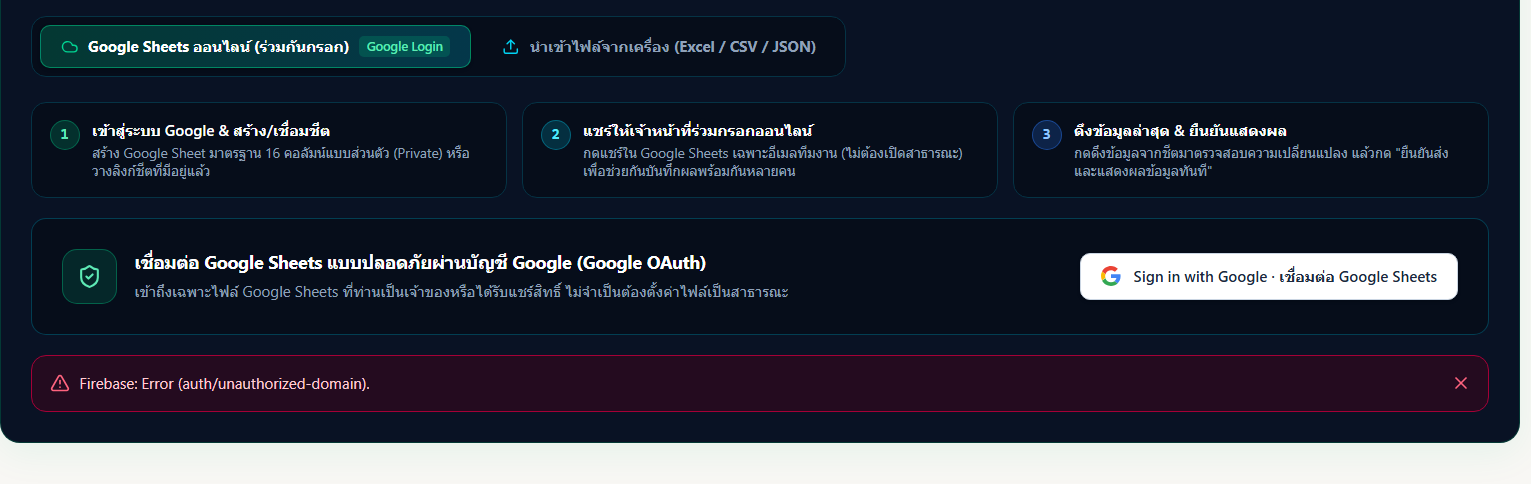 Google Sheets ออนไลน์ (ร่วมกันกรอก) Google Login
นำเข้าไฟล์จากเครื่อง (Excel / CSV / JSON)
1 เข้าสู่ระบบ Google & สร้าง/เชื่อมชีต
สร้าง Google Sheet มาตรฐาน 16 คอลัมน์แบบส่วนตัว (Private) หรือ
วางลิงก์ชีตที่มีอยู่แล้ว
2 แชร์ให้เจ้าหน้าที่ร่วมกรอกออนไลน์
กดแชร์ใน Google Sheets เฉพาะอีเมลทีมงาน (ไม่ต้องเปิดสาธารณะ)
เพื่อช่วยกันบันทึกผลพร้อมกันหลายคน
3 ดึงข้อมูลล่าสุด & ยืนยันแสดงผล
กดดึงข้อมูลจากชีตมาตรวจสอบความเปลี่ยนแปลง แล้วกด "ยืนยันส่ง
และแสดงผลข้อมูลทันที"
เชื่อมต่อ Google Sheets แบบปลอดภัยผ่านบัญชี Google (Google OAuth)
เข้าถึงเฉพาะไฟล์ Google Sheets ที่ท่านเป็นเจ้าของหรือได้รับแชร์สิทธิ์ ไม่จำเป็นต้องตั้งค่าไฟล์เป็นสาธารณะ
Sign in with Google · เชื่อมต่อ Google Sheets
Firebase: Error (auth/unauthorized-domain).